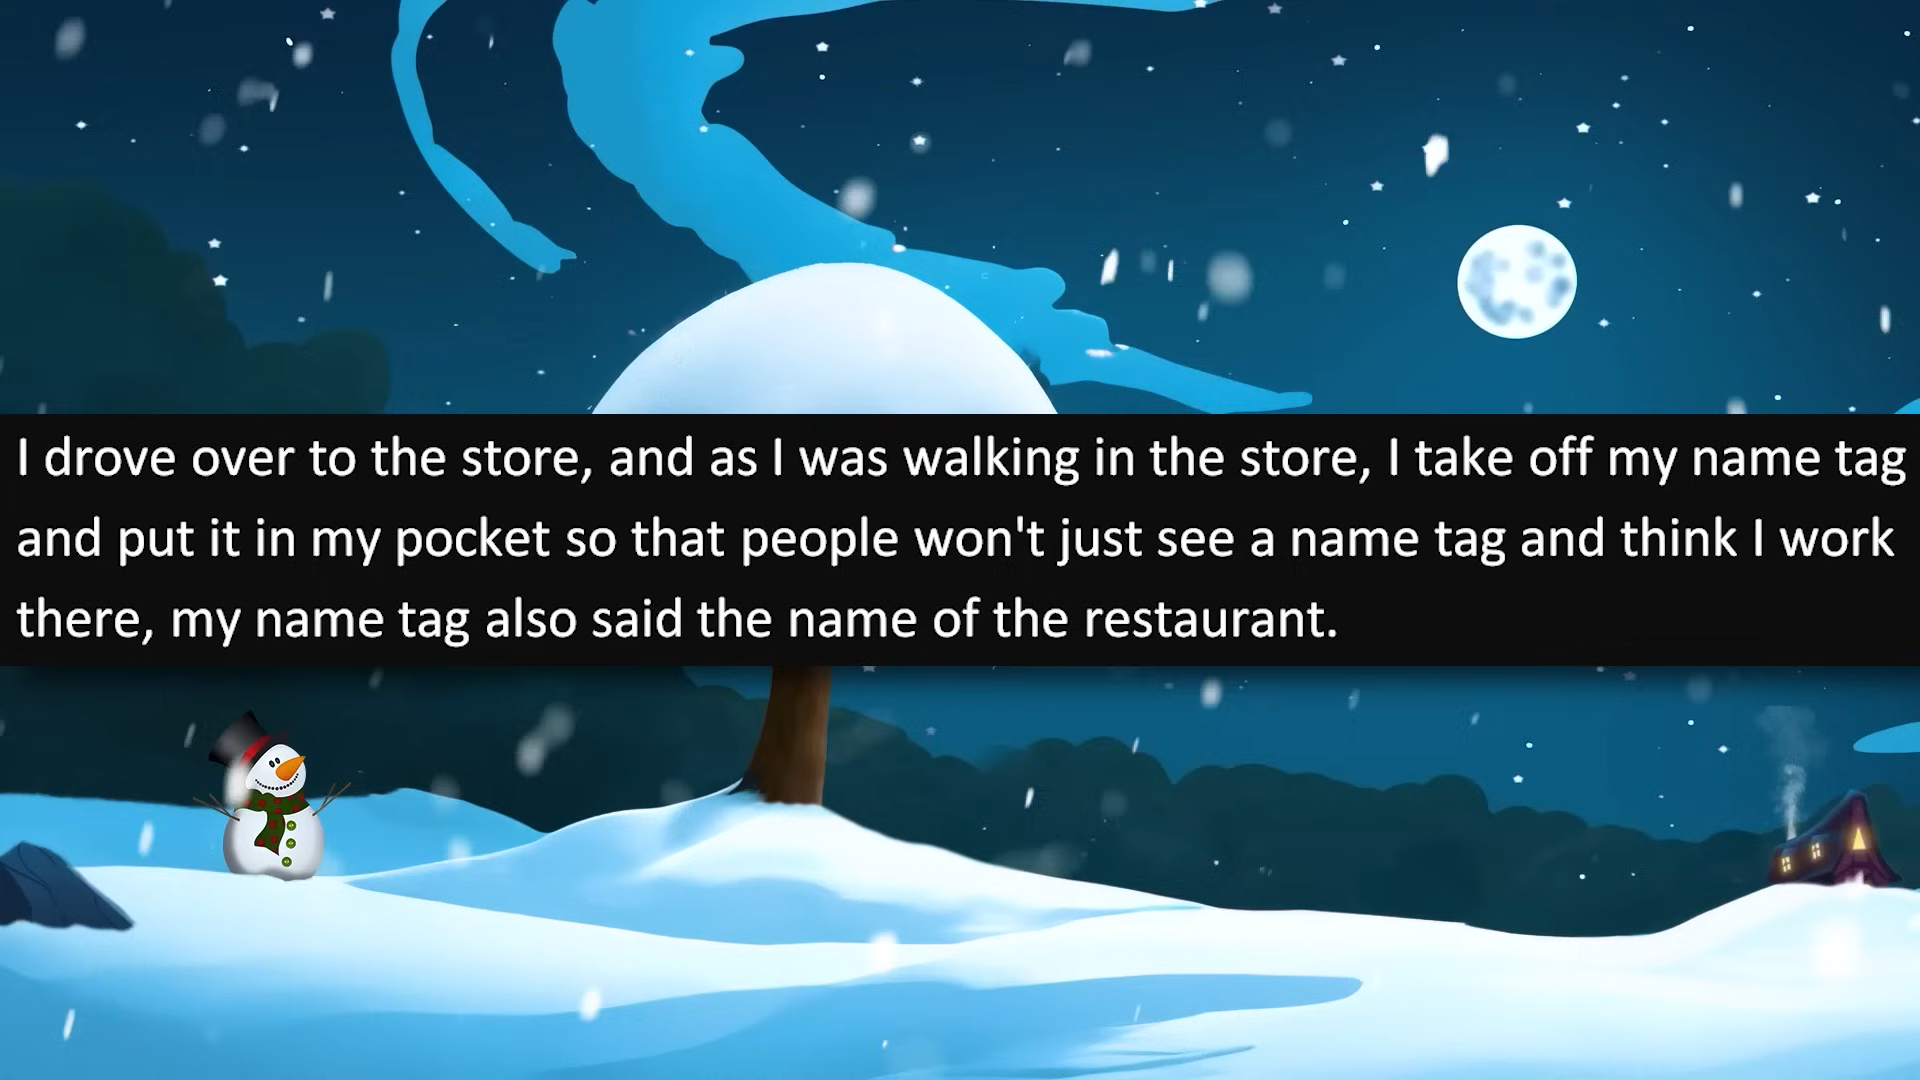 I drove over to the store, and as I was walking in the store, I take off my name tag
and put it in my pocket so that people won't just see a name tag and think I work
there, my name tag also said the name of the restaurant.